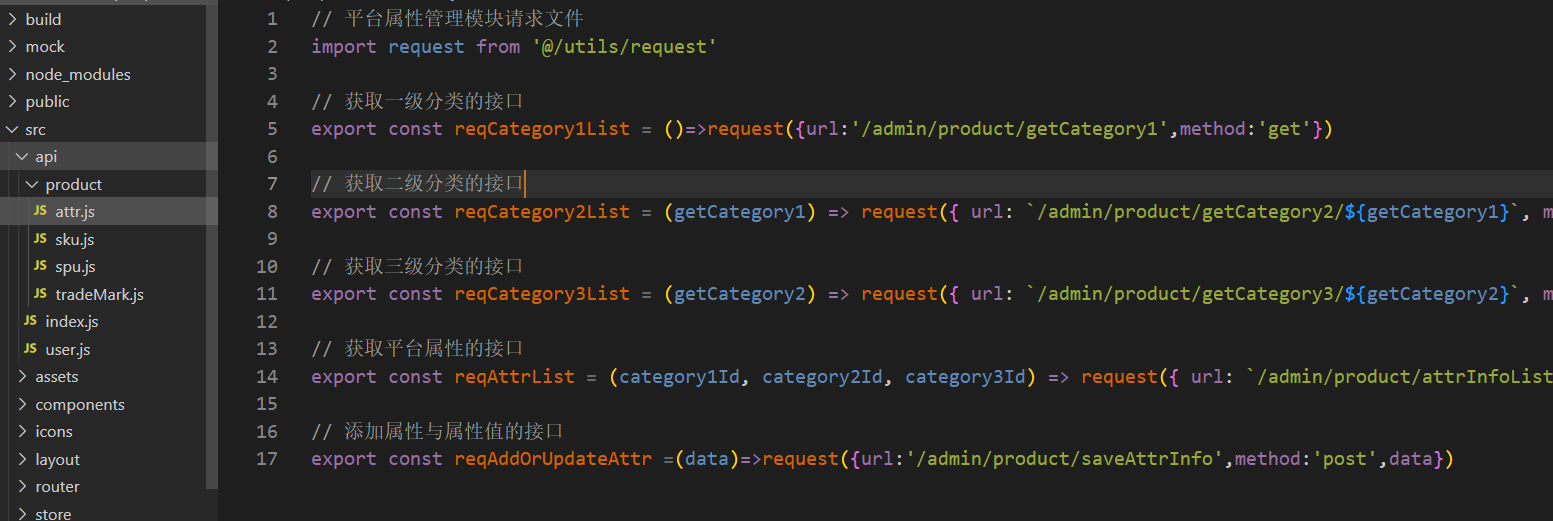 build
mock
node_modules
public
src
api
product
JS attr.js
JS sku.js
JS spu.js
JS tradeMark.js
JS index.js
JS user.js
assets
components
icons
layout
router
store
1 // 平台属性管理模块请求文件
2 import request from '@/utils/request'
3
4 // 获取一级分类的接口
5 export const reqCategory1List = ()=>request({url:'/admin/product/getCategory1',method:'get'})
6
7 // 获取二级分类的接口
8 export const reqCategory2List = (getCategory1) => request({ url: `/admin/product/getCategory2/${getCategory1}`, m
9
10 // 获取三级分类的接口
11 export const reqCategory3List = (getCategory2) => request({ url: `/admin/product/getCategory3/${getCategory2}`, m
12
13 // 获取平台属性的接口
14 export const reqAttrList = (category1Id, category2Id, category3Id) => request({ url: `/admin/product/attrInfoList
15
16 // 添加属性与属性值的接口
17 export const reqAddOrUpdateAttr =(data)=>request({url:'/admin/product/saveAttrInfo',method:'post',data})